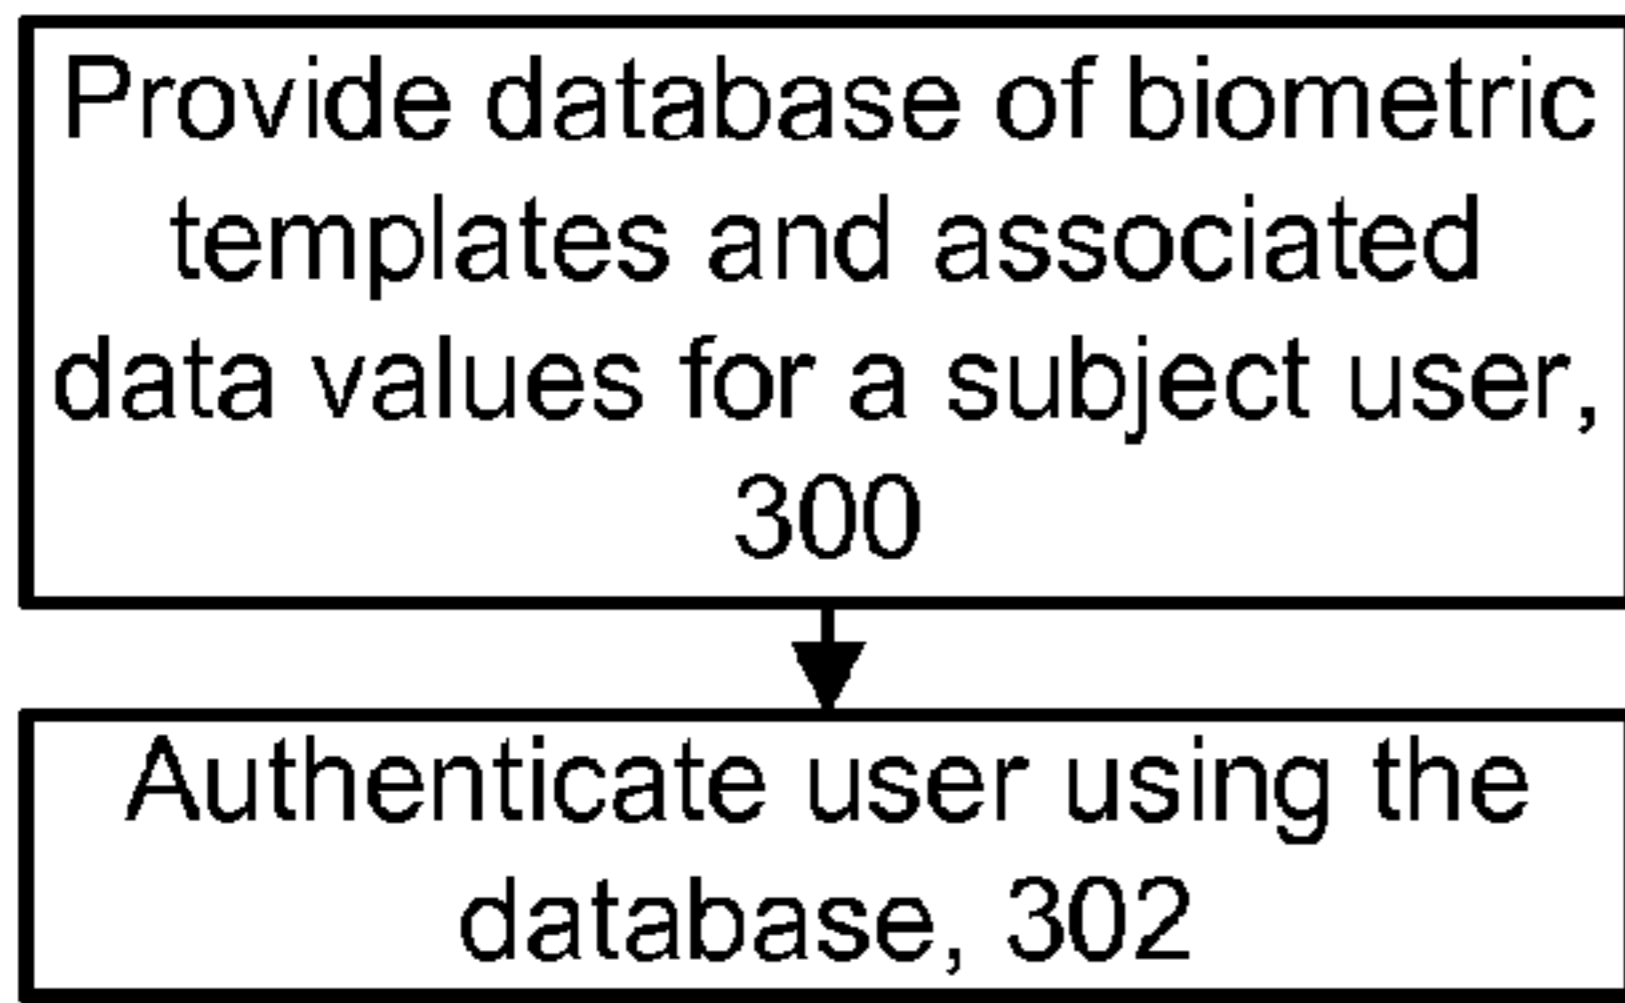 Provide database of biometric
templates and associated
data values for a subject user,
300
Authenticate user using the
database, 302